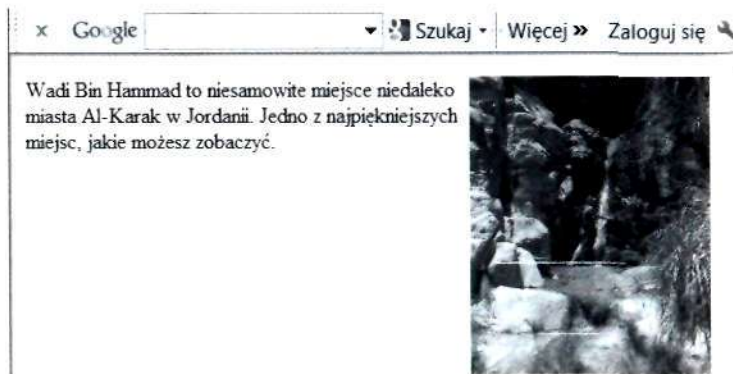 x Google Szukaj Więcej » Zaloguj się
Wadi Bin Hammad to niesamowite miejsce niedaleko
miasta Al-Karak w Jordanii. Jedno z najpiękniejszych
miejsc, jakie możesz zobaczyć.